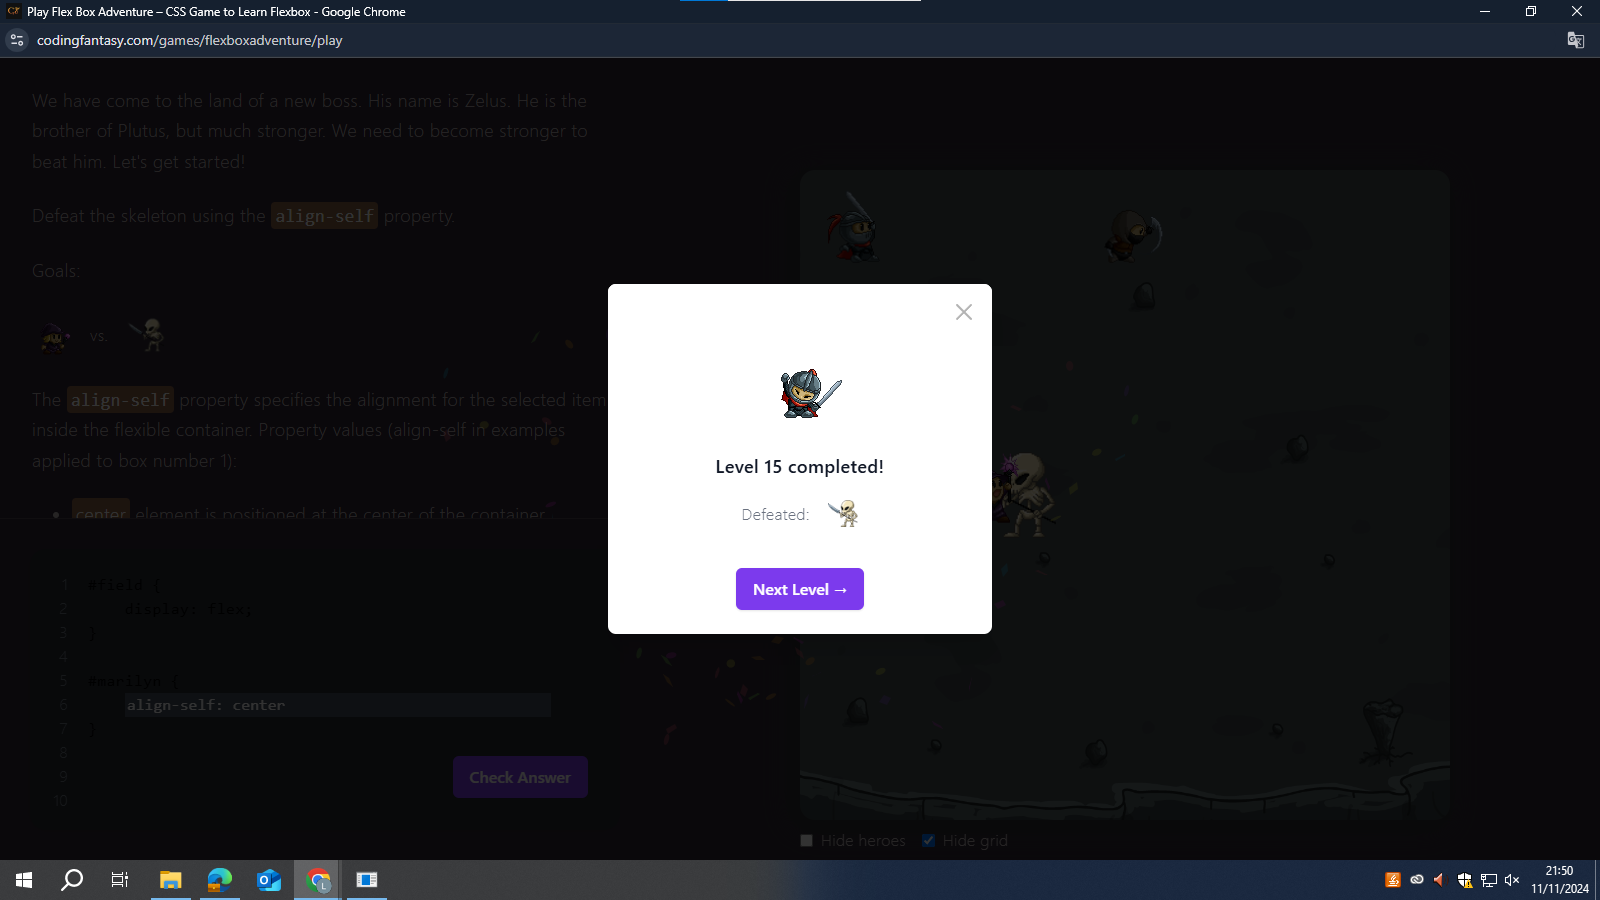 Play Flex Box Adventure – CSS Game to Learn Flexbox - Google Chrome
codingfantasy.com/games/flexboxadventure/play
We have come to the land of a new boss. His name is Zelus. He is the
brother of Plutus, but much stronger. We need to become stronger to
beat him. Let's get started!
Defeat the skeleton using the align-self property.
Goals:
vs.
The align-self property specifies the alignment for the selected item
inside the flexible container. Property values (align-self in examples
applied to box number 1):
• center element is positioned at the center of the container
1 #field {
2 display: flex;
3 }
4
5 #marilyn {
6 align-self: center
7 }
8
9
10
Check Answer
Level 15 completed!
Defeated:
Next Level →
Hide heroes
Hide grid
L
21:50
11/11/2024